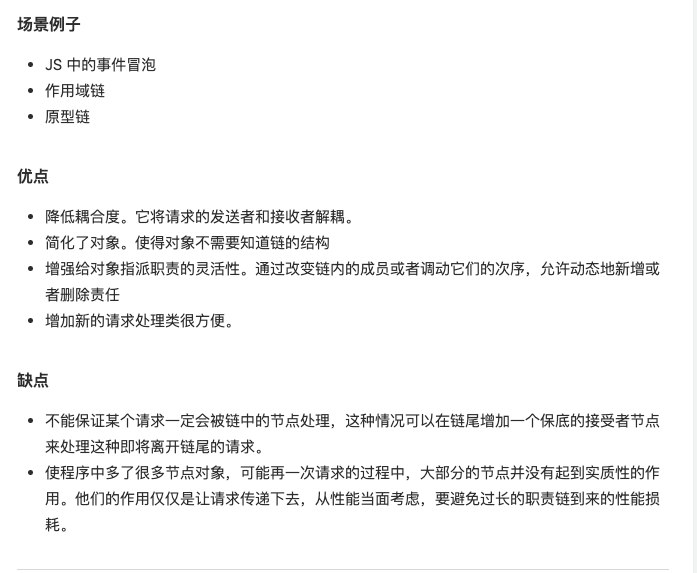 场景例子
JS 中的事件冒泡
作用域链
原型链
优点
降低耦合度。它将请求的发送者和接收者解耦。
简化了对象。使得对象不需要知道链的结构
增强给对象指派职责的灵活性。通过改变链内的成员或者调动它们的次序，允许动态地新增或
者删除责任
增加新的请求处理类很方便。
缺点
不能保证某个请求一定会被链中的节点处理，这种情况可以在链尾增加一个保底的接受者节点
来处理这种即将离开链尾的请求。
使程序中多了很多节点对象，可能再一次请求的过程中，大部分的节点并没有起到实质性的作
用。他们的作用仅仅是让请求传递下去，从性能当面考虑，要避免过长的职责链到来的性能损
耗。